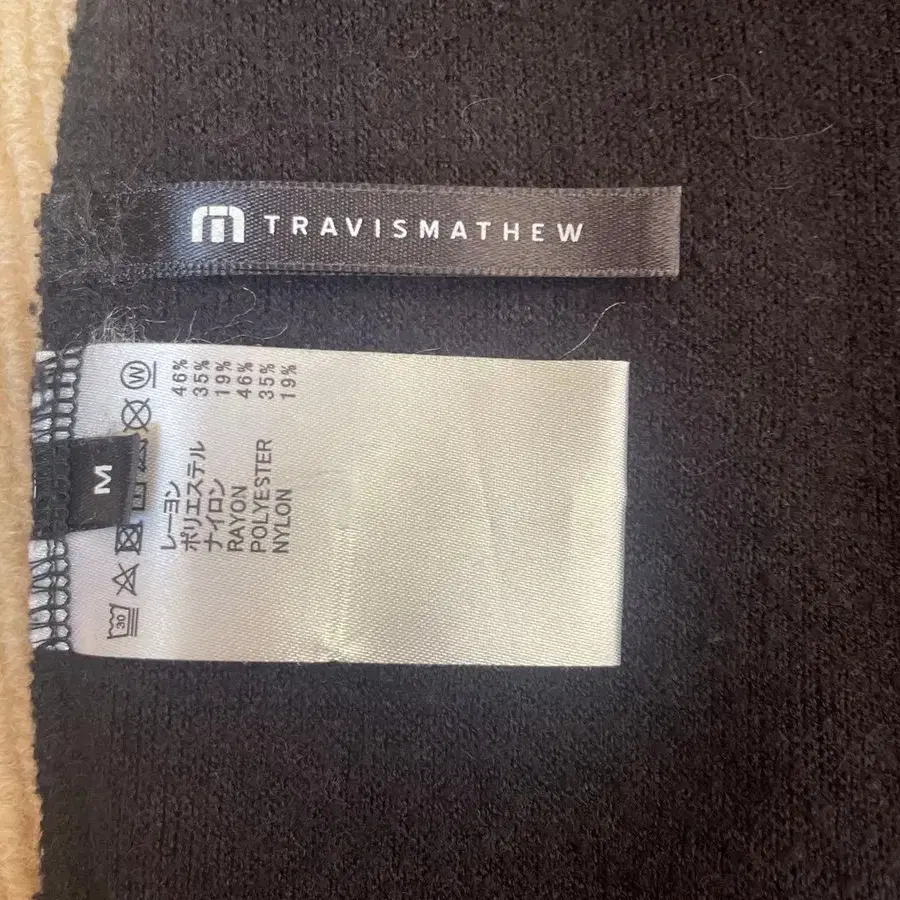 TRAVISMATHEW
M
30
W
レーヨン 46%
ポリエステル 35%
ナイロン 19%
RAYON 46%
POLYESTER 35%
NYLON 19%